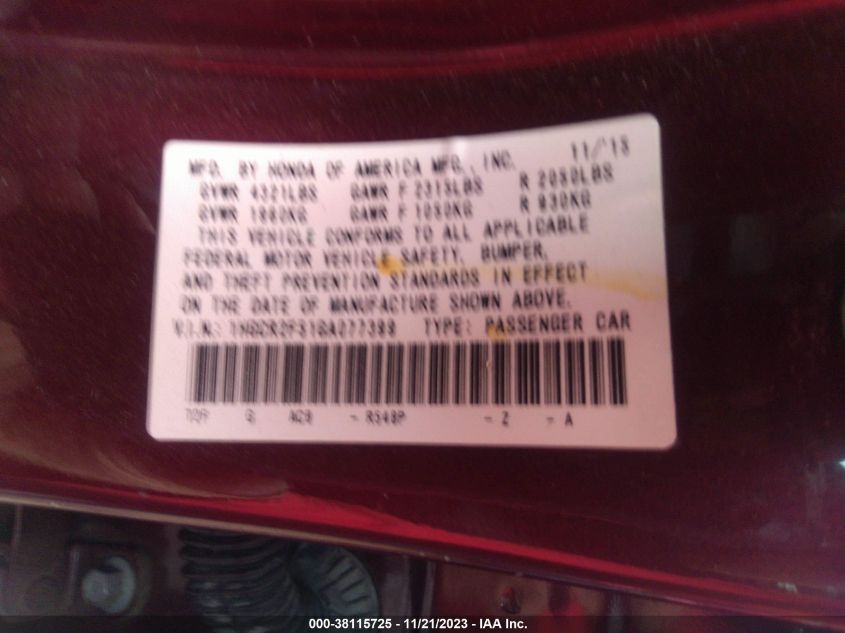 MFD. BY HONDA OF AMERICA MFG., INC. 11/'15
GVWR 4321LBS GAWR F 2315LBS R 2050LBS
GVWR 1960KG GAWR F 1050KG R 930KG
THIS VEHICLE CONFORMS TO ALL APPLICABLE
FEDERAL MOTOR VEHICLE SAFETY, BUMPER,
AND THEFT PREVENTION STANDARDS IN EFFECT
ON THE DATE OF MANUFACTURE SHOWN ABOVE.
V.I.N.: TYPE: PASSENGER CAR
- R548P - Z - A
000-38115725 - 11/21/2023 - IAA Inc.